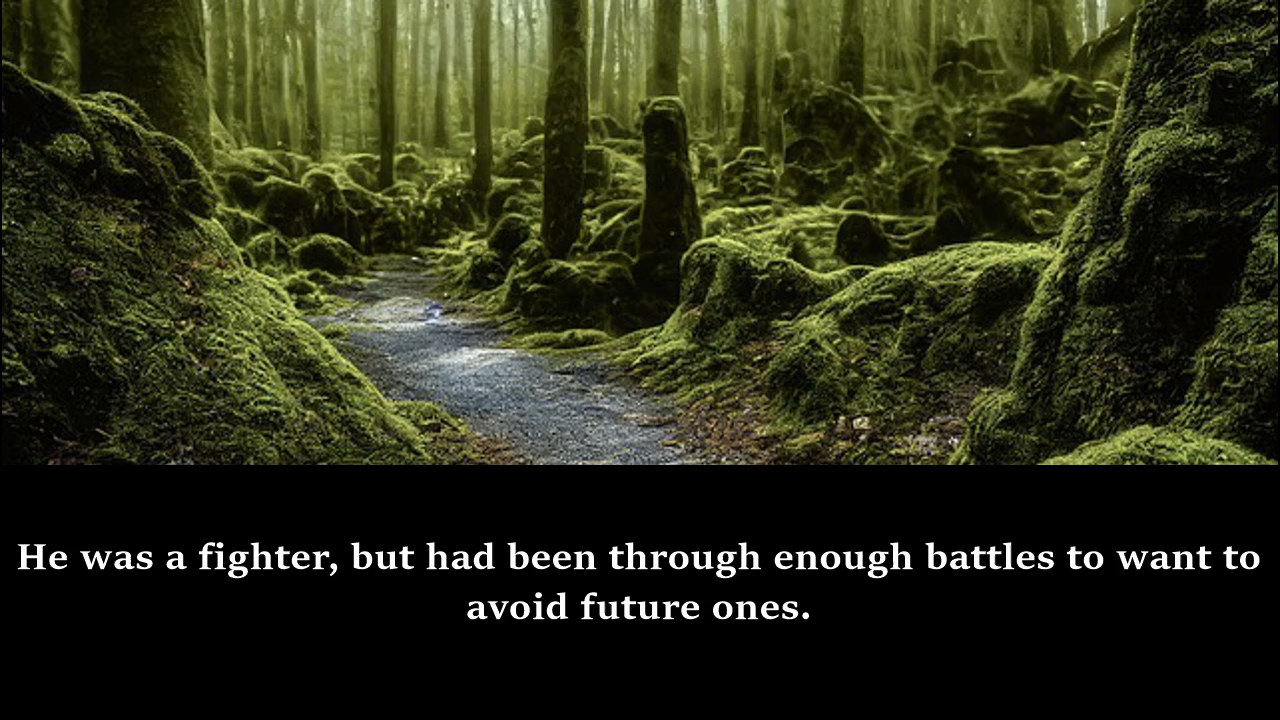 He was a fighter, but had been through enough battles to want to
avoid future ones.